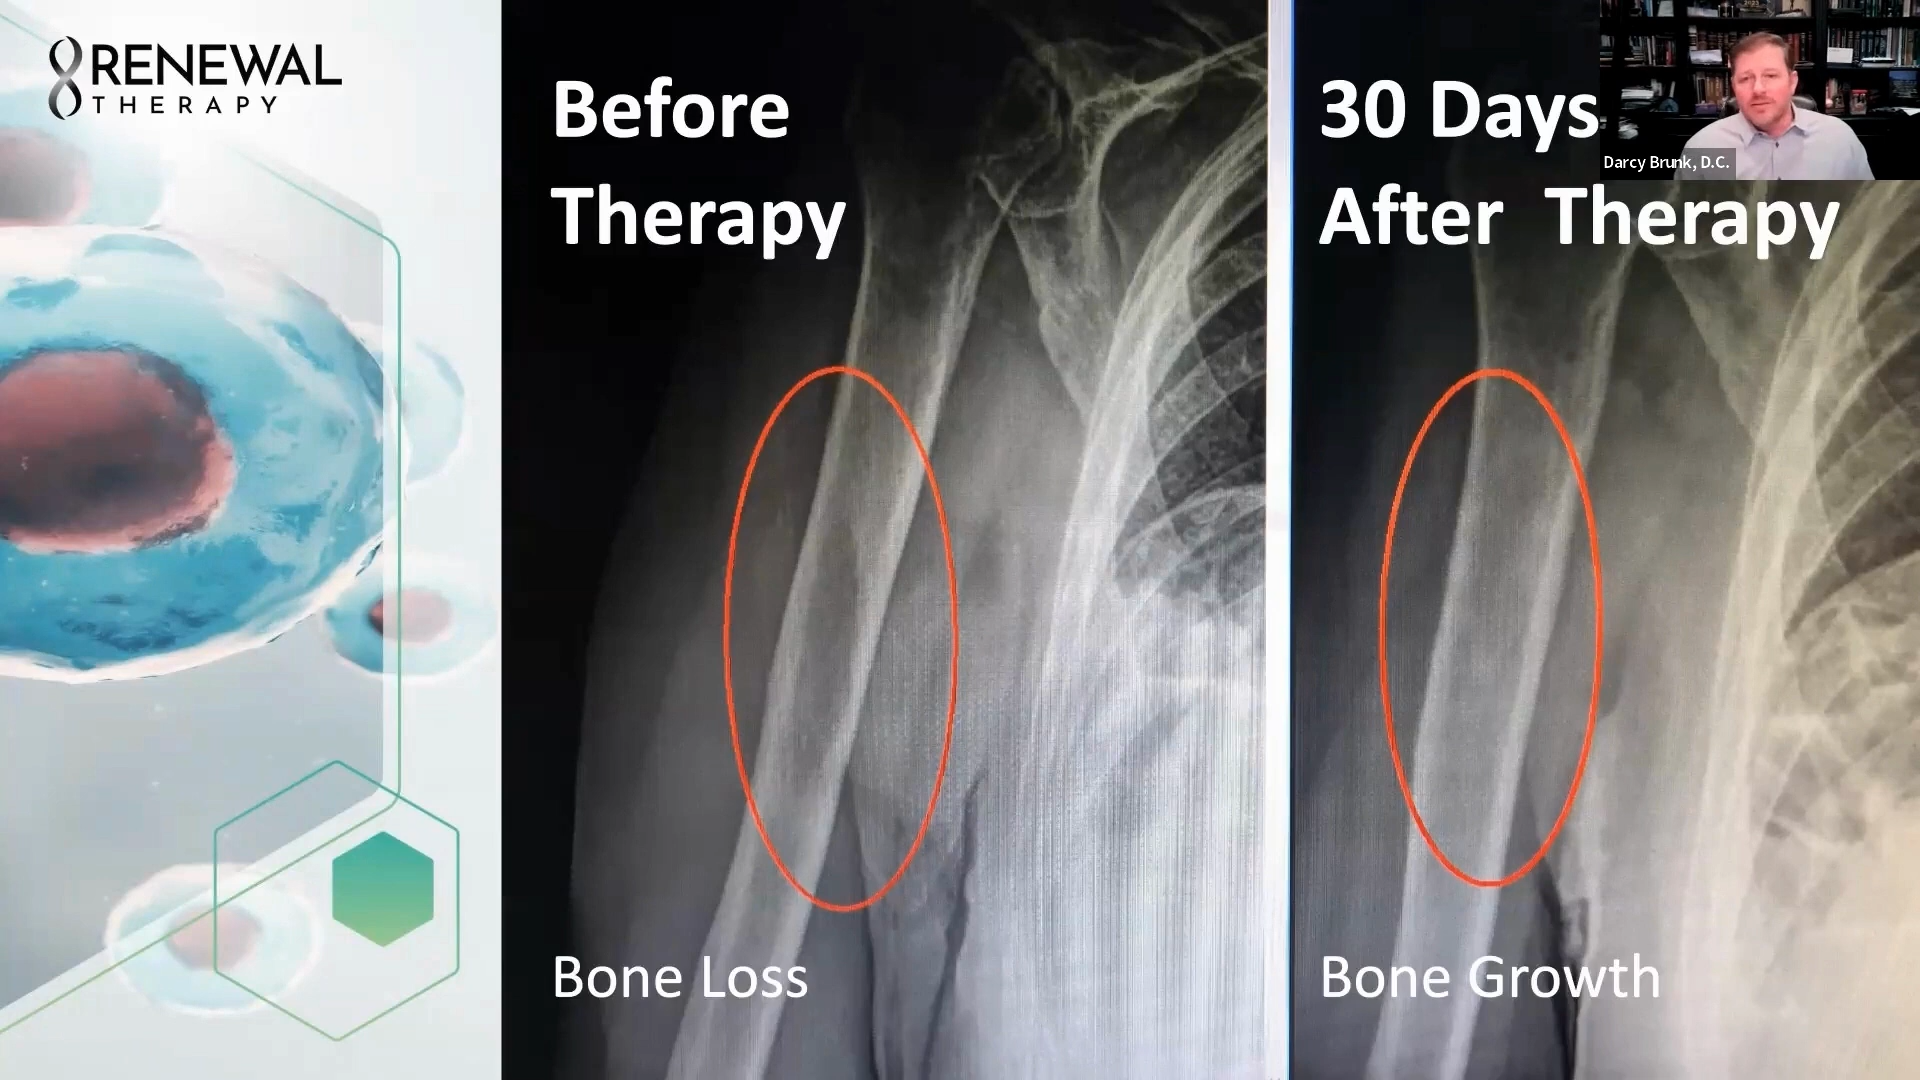 RENEWAL
THERAPY
Before
Therapy
30 Days
After Therapy
Darcy Brunk, D.C.
Bone Loss
Bone Growth